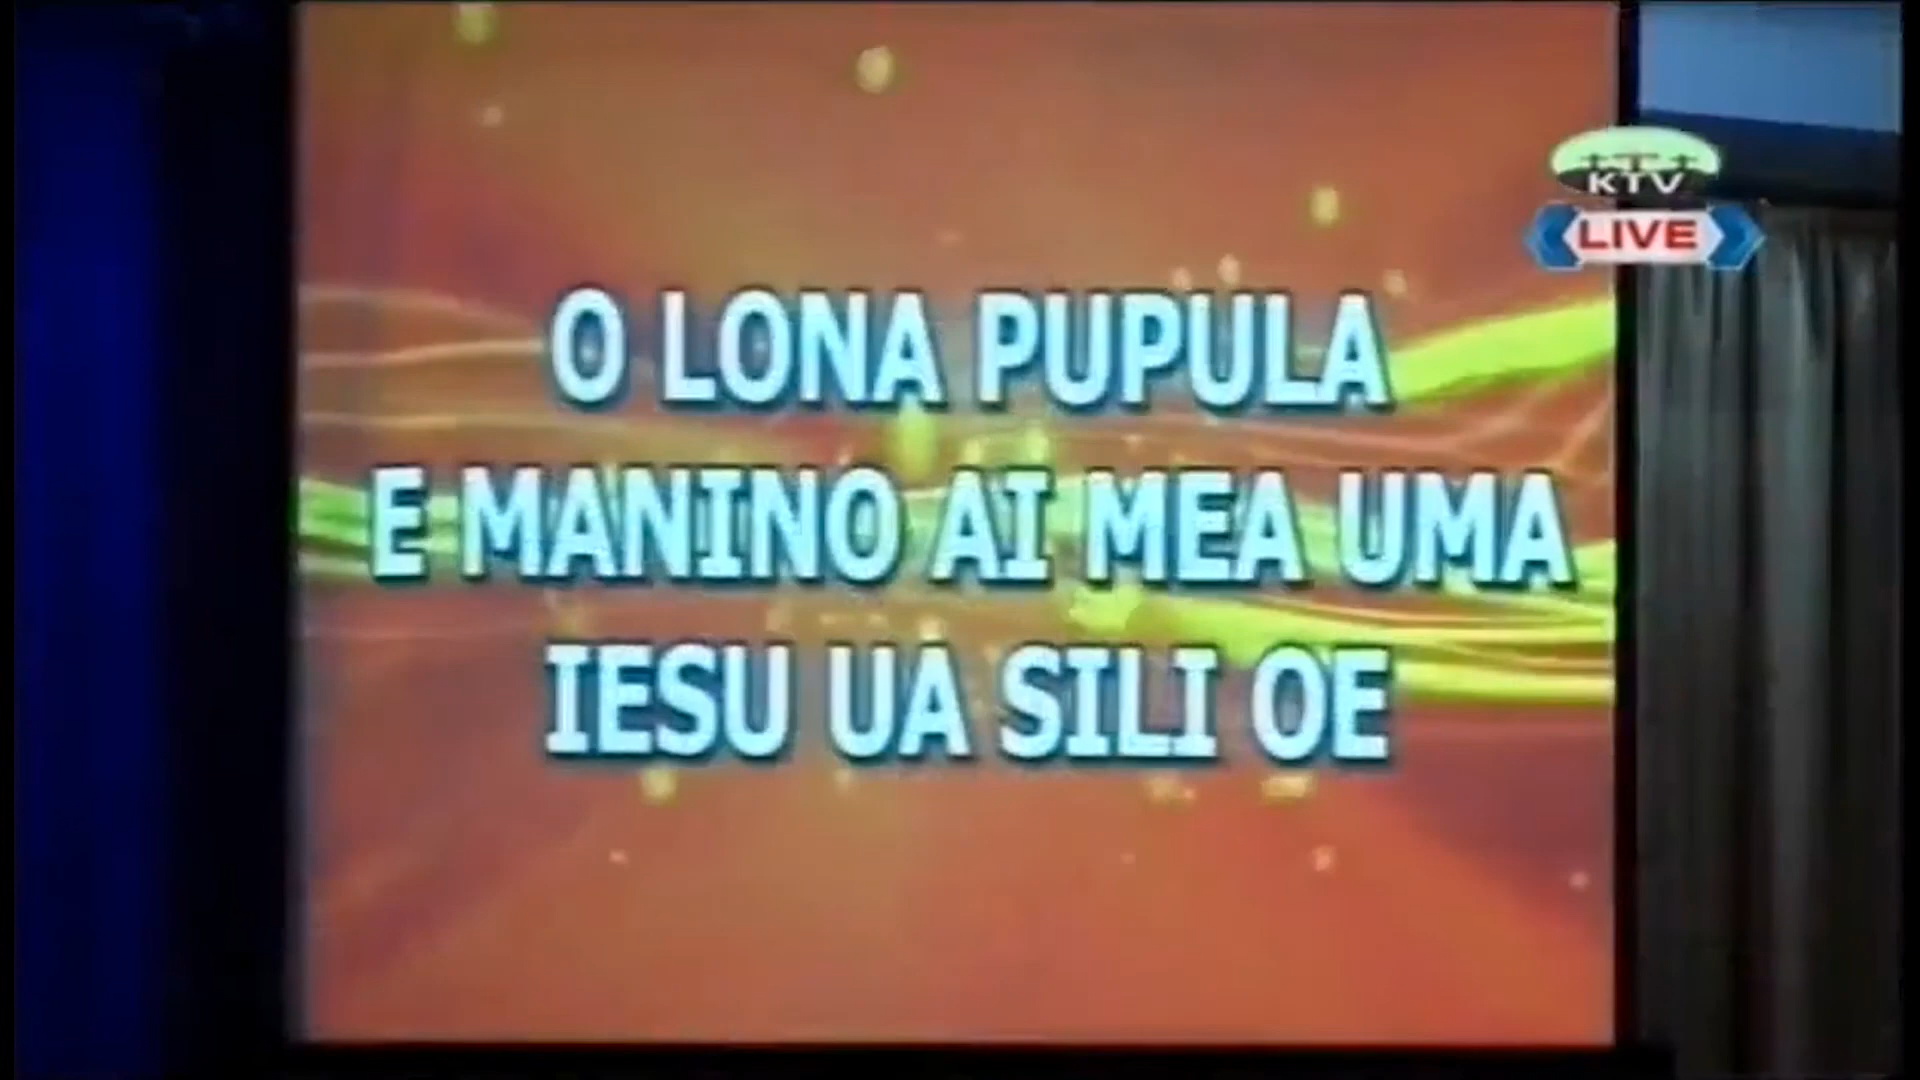 KTV
LIVE
O LONA PUPULA
E MANINO AI MEA UMA
IESU UA SILI OE